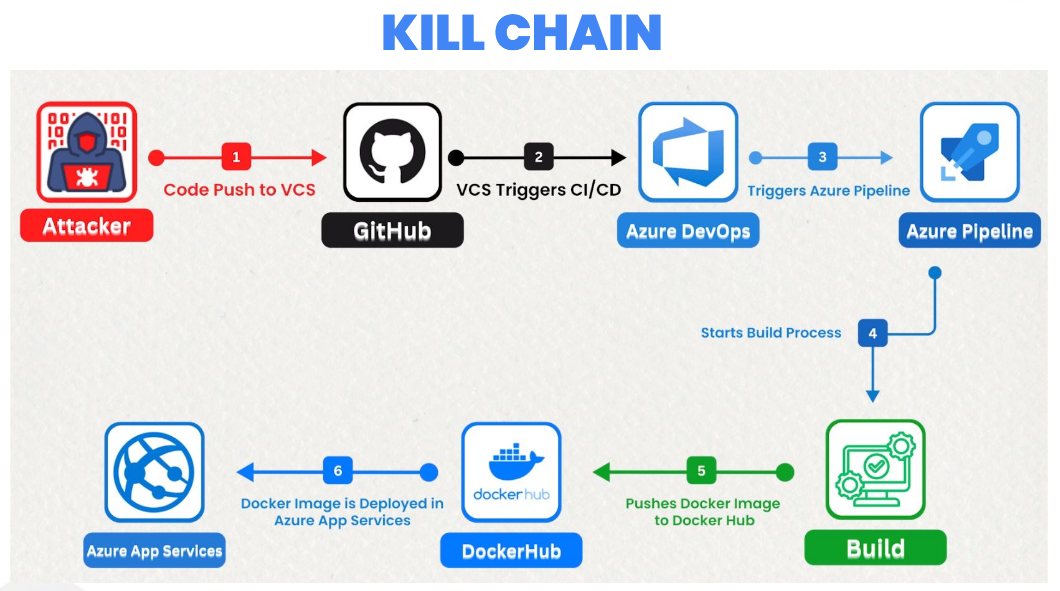 KILL CHAIN
1
2
3
Code Push to VCS
VCS Triggers CI/CD
Triggers Azure Pipeline
Attacker
GitHub
Azure DevOps
Azure Pipeline
Starts Build Process
4
6
5
dockerhub
Docker Image is Deployed in
Azure App Services
Pushes Docker Image
to Docker Hub
Azure App Services
DockerHub
Build